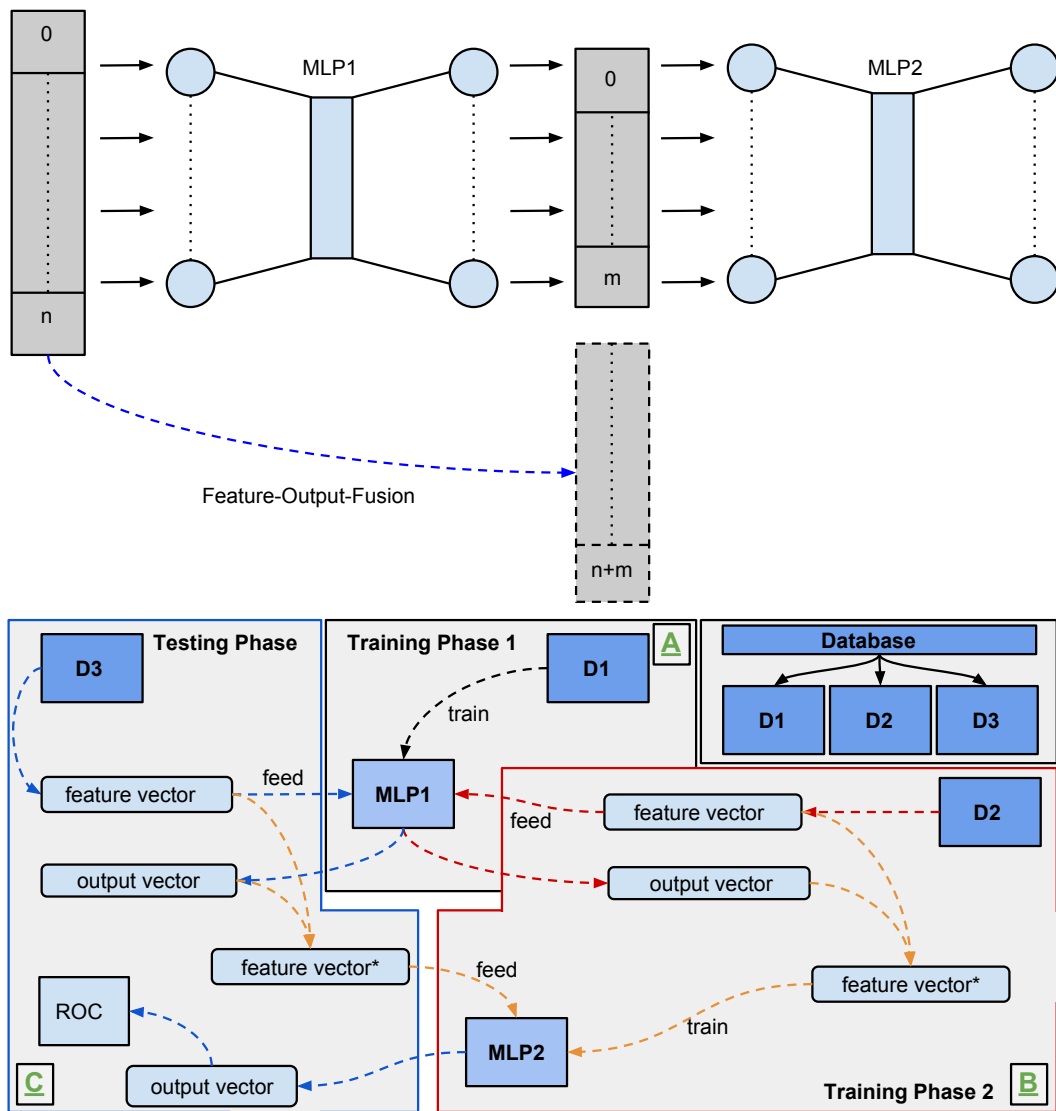 0
MLP1
MLP2
0
n
m
Feature-Output-Fusion
n+m
Testing Phase
D3
Training Phase 1
A
D1
train
Database
D1
D2
D3
feature vector
feed
MLP1
feed
feature vector
D2
output vector
output vector
feature vector*
feed
feature vector*
ROC
train
MLP2
output vector
C
Training Phase 2
B